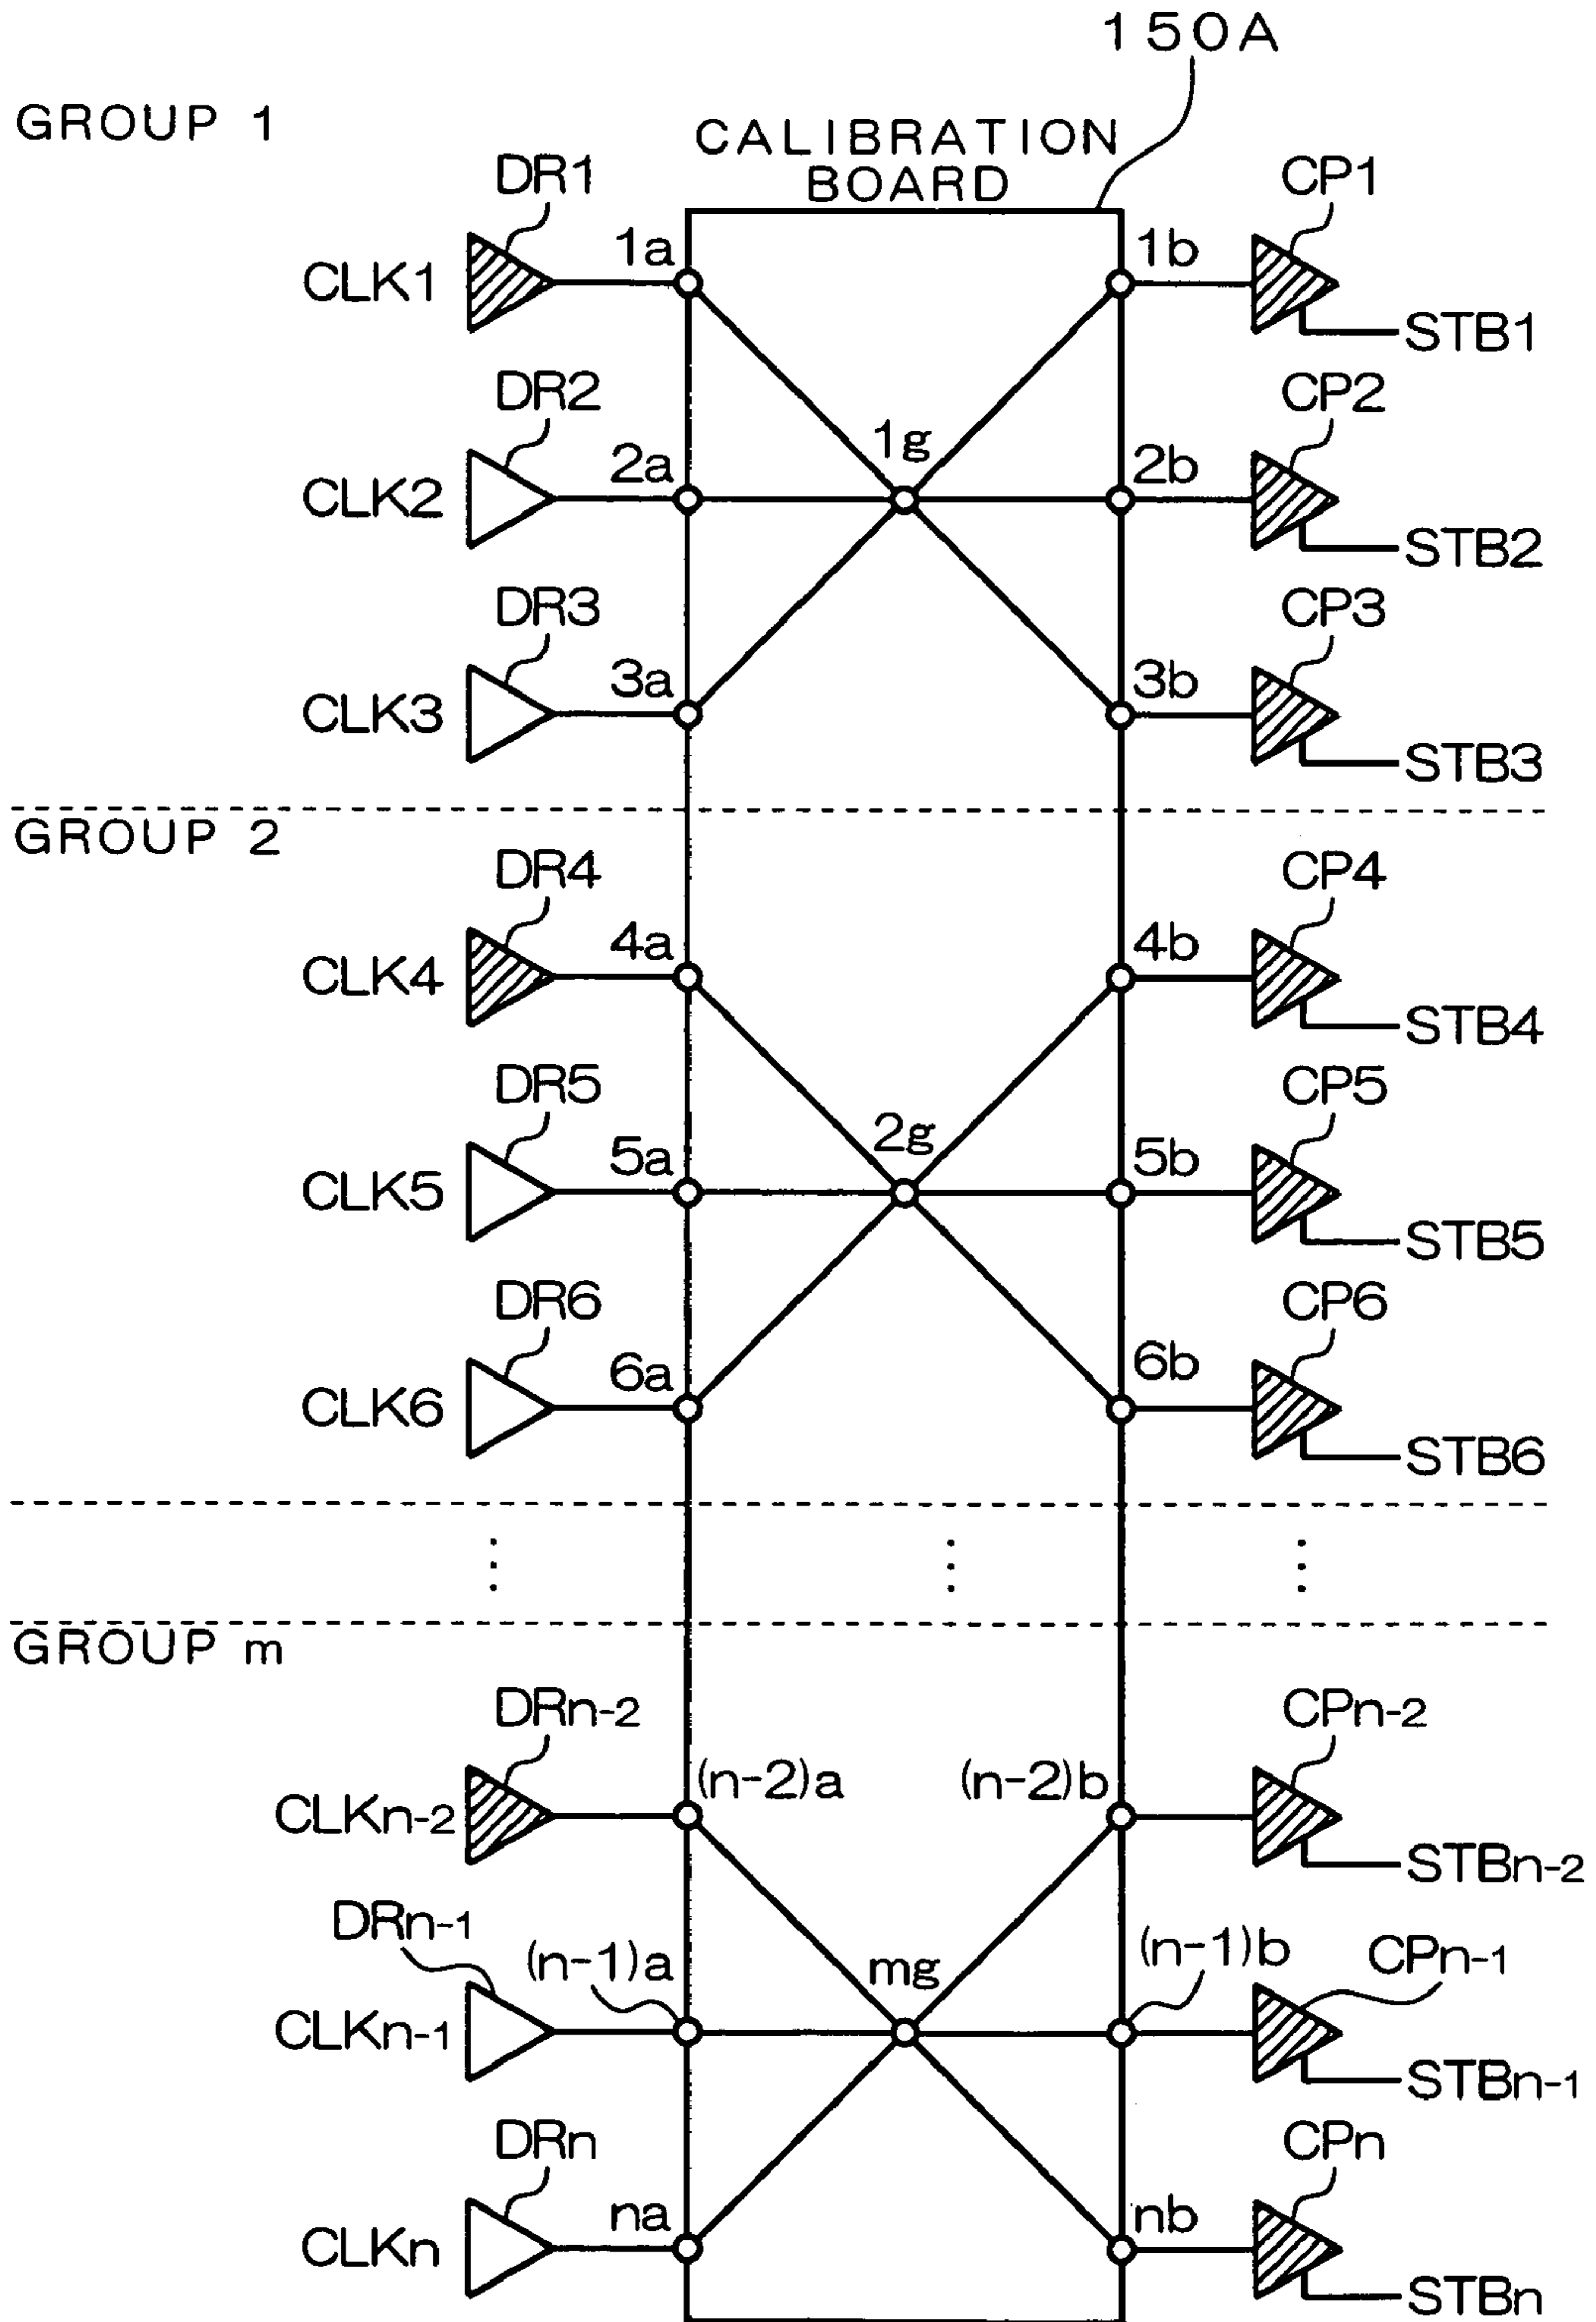 150A
GROUP 1
CALIBRATION
BOARD
DR1
CP1
1a
1b
CLK1
STB1
DR2
CP2
1g
2a
2b
CLK2
STB2
DR3
CP3
3a
3b
CLK3
STB3
GROUP 2
DR4
CP4
4a
4b
CLK4
STB4
DR5
CP5
2g
5a
5b
CLK5
STB5
DR6
CP6
6a
6b
CLK6
STB6
GROUP m
DRn-2
CPn-2
(n-2)a
(n-2)b
CLKn-2
STBn-2
DRn-1
(n-1)a
mg
(n-1)b
CPn-1
CLKn-1
STBn-1
DRn
CPn
na
nb
CLKn
STBn